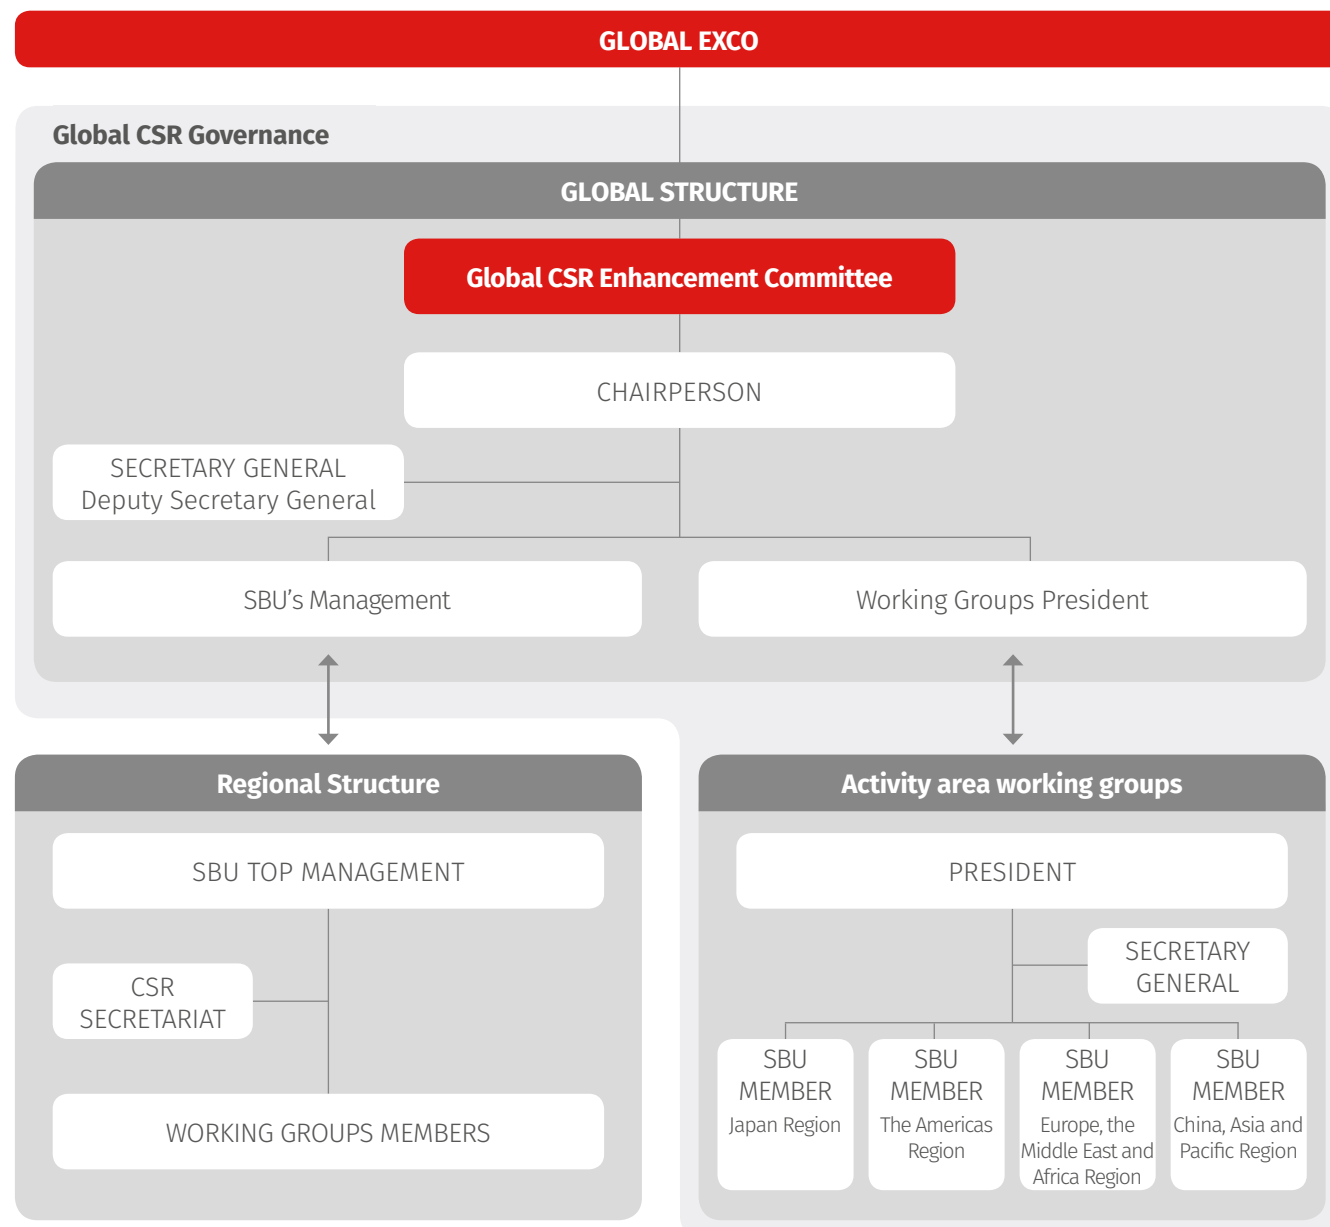 GLOBAL EXCO
Global CSR Governance
GLOBAL STRUCTURE
Global CSR Enhancement Committee
CHAIRPERSON
SECRETARY GENERAL
Deputy Secretary General
SBU’s Management
Working Groups President
Regional Structure
SBU TOP MANAGEMENT
CSR
SECRETARIAT
WORKING GROUPS MEMBERS
Activity area working groups
PRESIDENT
SECRETARY
GENERAL
SBU
MEMBER
Japan Region
SBU
MEMBER
The Americas
Region
SBU
MEMBER
Europe, the
Middle East and
Africa Region
SBU
MEMBER
China, Asia and
Pacific Region